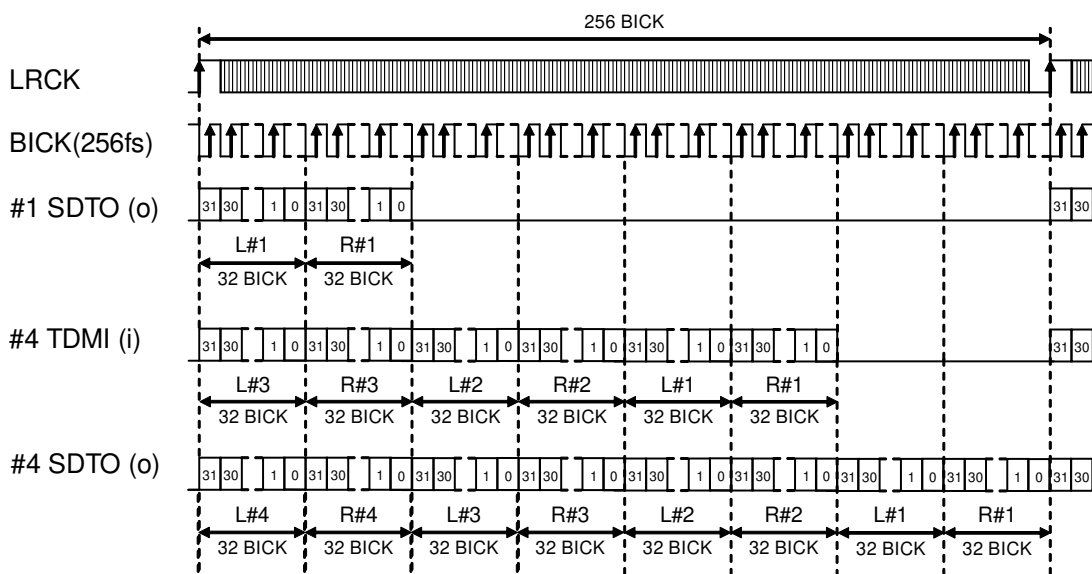 256 BICK
LRCK
BICK(256fs)
#1 SDTO (o)
31 30 1 0 31 30 1 0 31 30
L#1 R#1
32 BICK 32 BICK
#4 TDMI (i)
31 30 1 0 31 30 1 0 31 30 1 0 31 30 1 0 31 30 1 0 31 30 1 0 31 30
L#3 R#3 L#2 R#2 L#1 R#1
32 BICK 32 BICK 32 BICK 32 BICK 32 BICK 32 BICK
#4 SDTO (o)
31 30 1 0 31 30 1 0 31 30 1 0 31 30 1 0 31 30 1 0 31 30 1 0 31 30 1 0 31 30 1 0 31 30
L#4 R#4 L#3 R#3 L#2 R#2 L#1 R#1
32 BICK 32 BICK 32 BICK 32 BICK 32 BICK 32 BICK 32 BICK 32 BICK